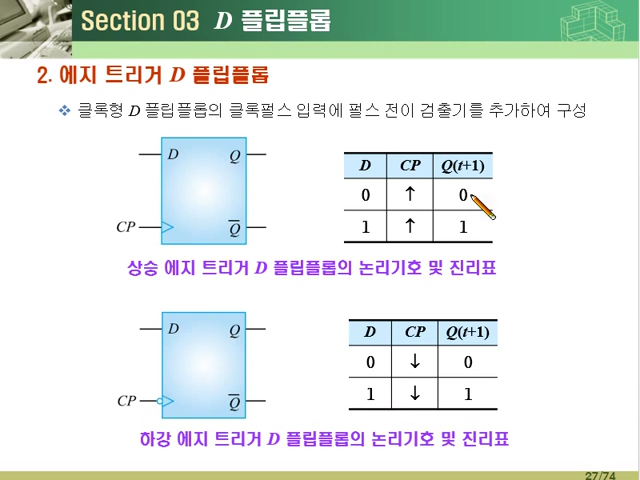 Section 03 D 플립플롭
2. 에지 트리거 D 플립플롭
❖ 클록형 D 플립플롭의 클록펄스 입력에 펄스 전이 검출기를 추가하여 구성
D Q
CP Q̅
D CP Q(t+1)
0 ↑ 0
1 ↑ 1
상승 에지 트리거 D 플립플롭의 논리기호 및 진리표
D Q
CP Q̅
D CP Q(t+1)
0 ↓ 0
1 ↓ 1
하강 에지 트리거 D 플립플롭의 논리기호 및 진리표
27/74